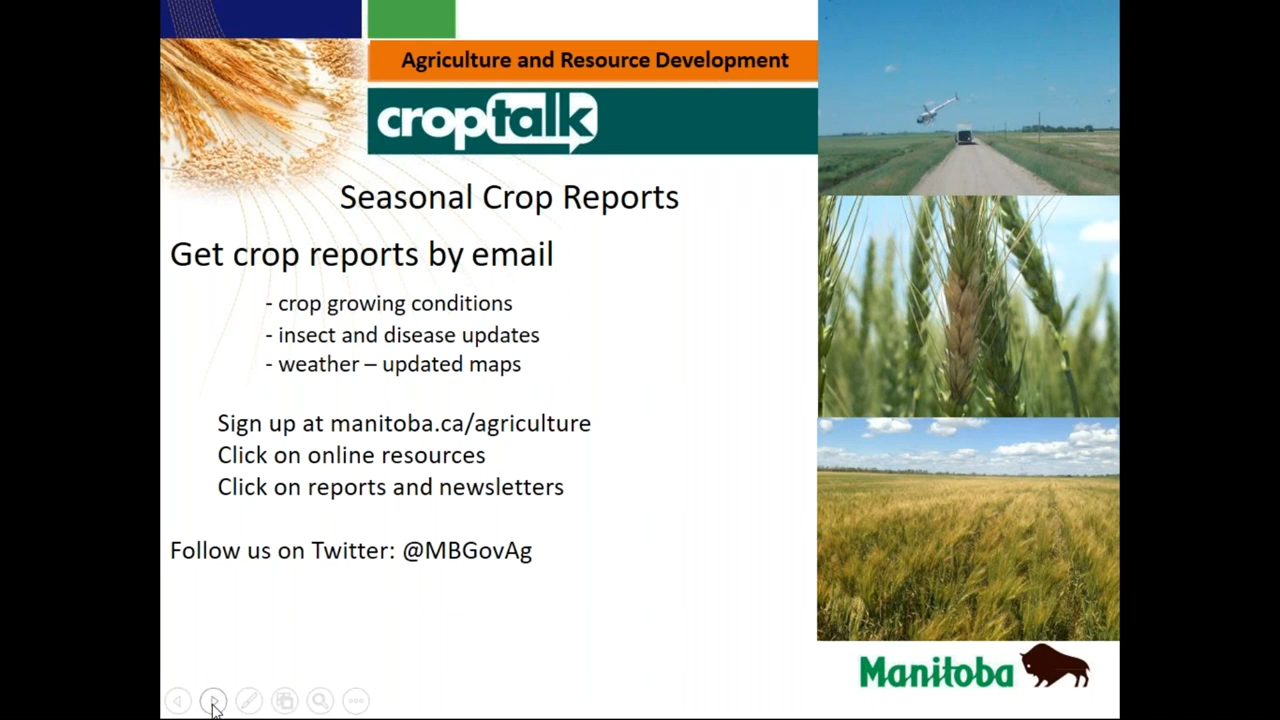 Agriculture and Resource Development
croptalk
Seasonal Crop Reports
Get crop reports by email
- crop growing conditions
- insect and disease updates
- weather – updated maps
Sign up at manitoba.ca/agriculture
Click on online resources
Click on reports and newsletters
Follow us on Twitter: @MBGovAg
Manitoba